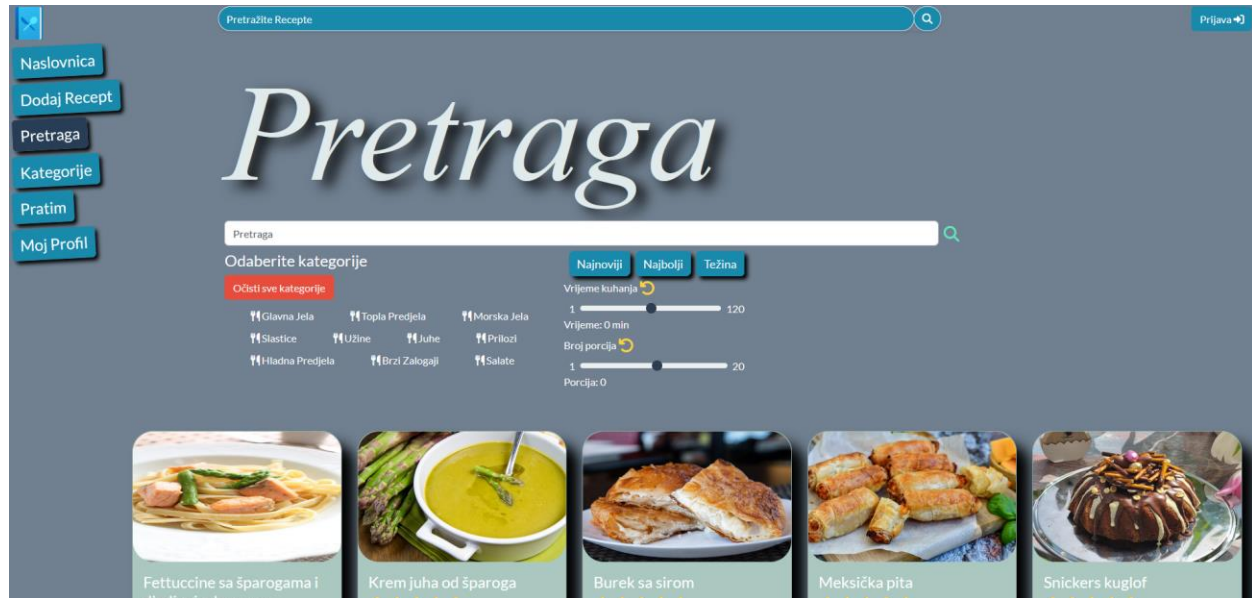 Pretražite Recepte
Prijava
Naslovnica
Dodaj Recept
Pretraga
Kategorije
Pratim
Moj Profil
Pretraga
Pretraga
Odaberite kategorije
Očisti sve kategorije
Glavna Jela Topla Predjela Morska Jela
Slastice Užine Juhe Prilozi
Hladna Predjela Brzi Zalogaji Salate
Najnoviji Najbolji Težina
Vrijeme kuhanja
1 120
Vrijeme: 0 min
Broj porcija
1 20
Porcija: 0
Fettuccine sa šparogama i
Krem juha od šparoga
Burek sa sirom
Meksička pita
Snickers kuglof